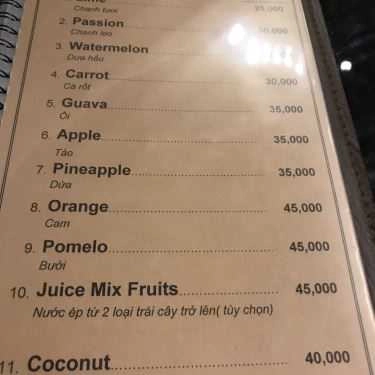 Chanh tươi 25,000
2. Passion
Chanh leo
3. Watermelon
Dưa hấu
4. Carrot 30,000
Cà rốt
5. Guava 35,000
Ổi
6. Apple 35,000
Táo
7. Pineapple 35,000
Dứa
8. Orange 45,000
Cam
9. Pomelo 45,000
Bưởi
10. Juice Mix Fruits 45,000
Nước ép từ 2 loại trái cây trở lên( tùy chọn)
11. Coconut 40,000